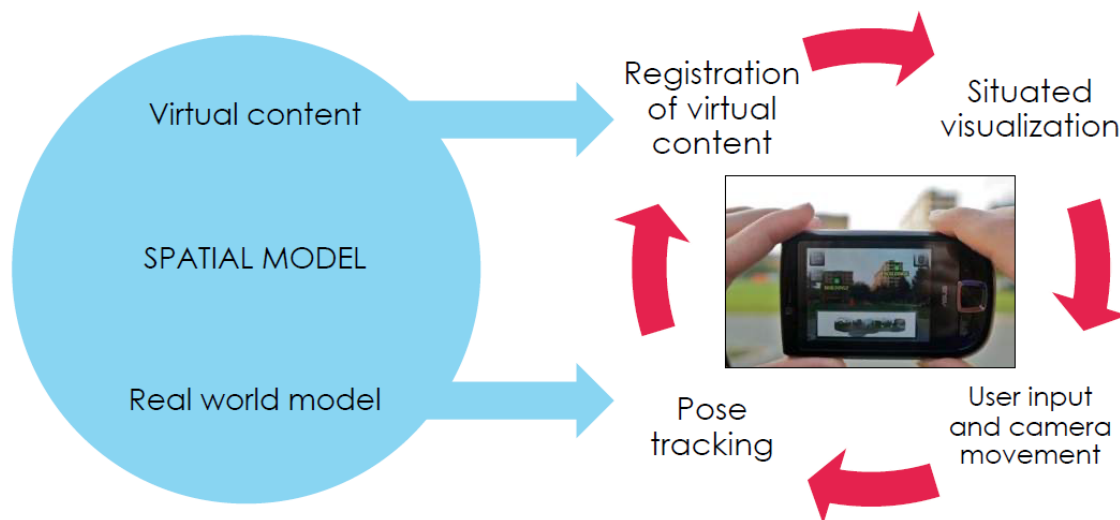 Virtual content
SPATIAL MODEL
Real world model
Registration
of virtual
content
Situated
visualization
User input
and camera
movement
Pose
tracking
ASUS